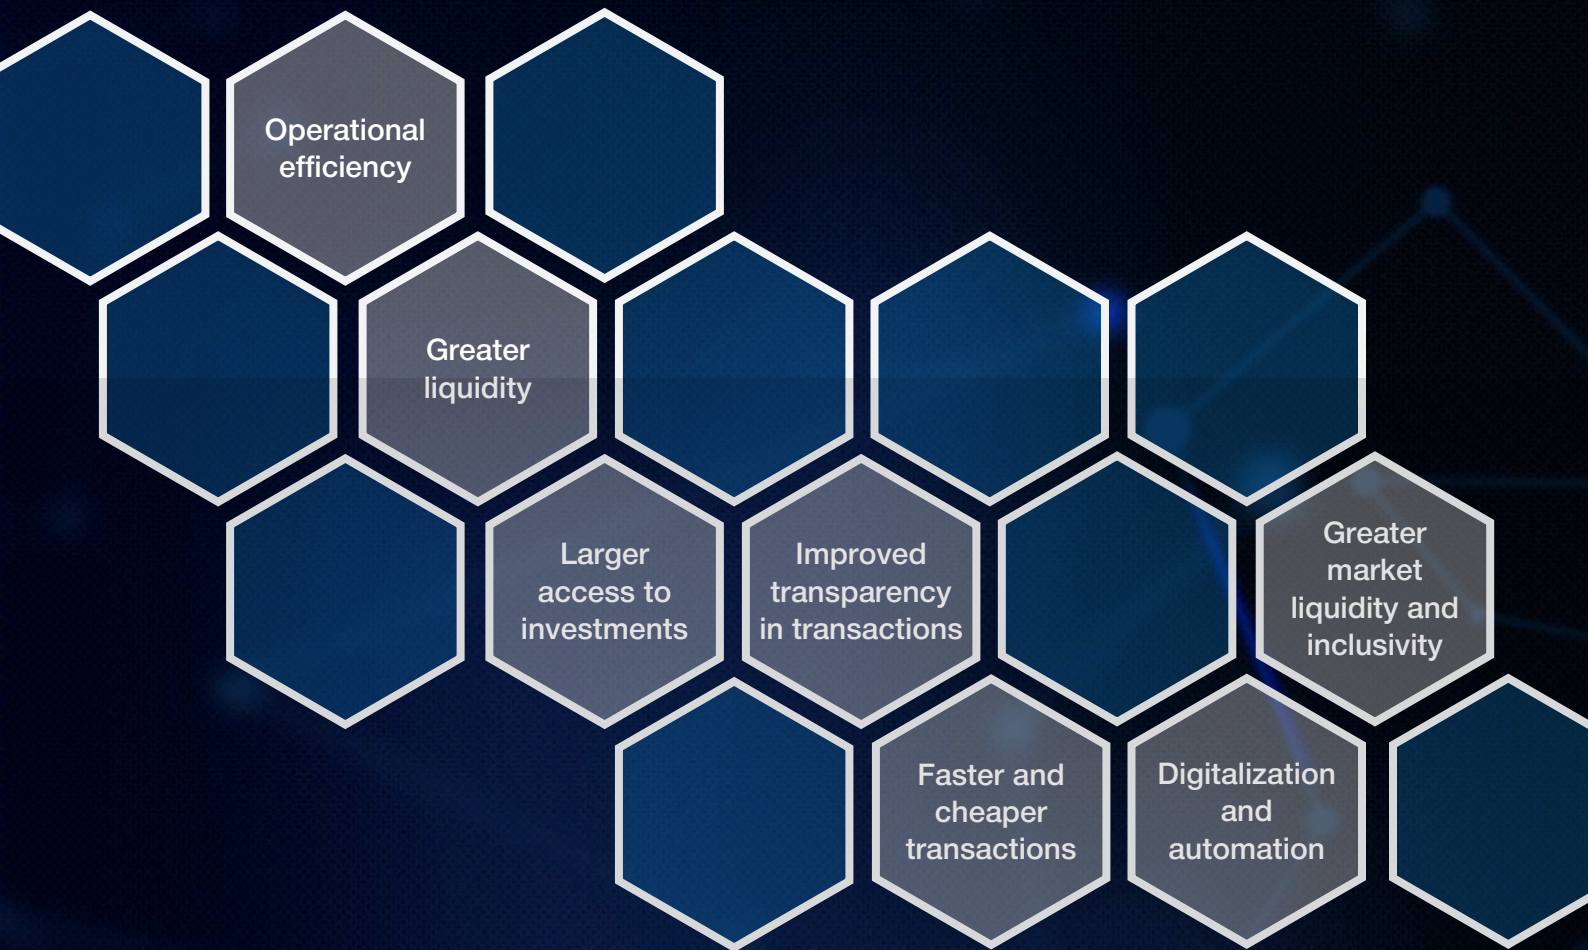 Operational
efficiency
Greater
liquidity
Larger
access to
investments
Improved
transparency
in transactions
Greater
market
liquidity and
inclusivity
Faster and
cheaper
transactions
Digitalization
and
automation